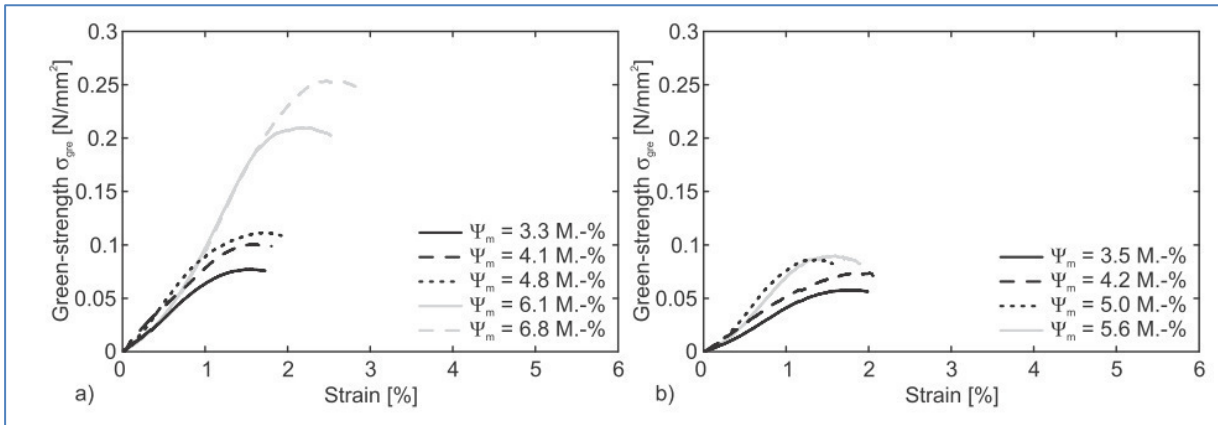 0.3
0.25
0.2
0.15
0.1
0.05
0
Green-strength σgre [N/mm²]
Ψm = 3.3 M.-%
Ψm = 4.1 M.-%
Ψm = 4.8 M.-%
Ψm = 6.1 M.-%
Ψm = 6.8 M.-%
0 1 2 3 4 5 6
a) Strain [%]
0.3
0.25
0.2
0.15
0.1
0.05
0
Green-strength σgre [N/mm²]
Ψm = 3.5 M.-%
Ψm = 4.2 M.-%
Ψm = 5.0 M.-%
Ψm = 5.6 M.-%
0 1 2 3 4 5 6
b) Strain [%]